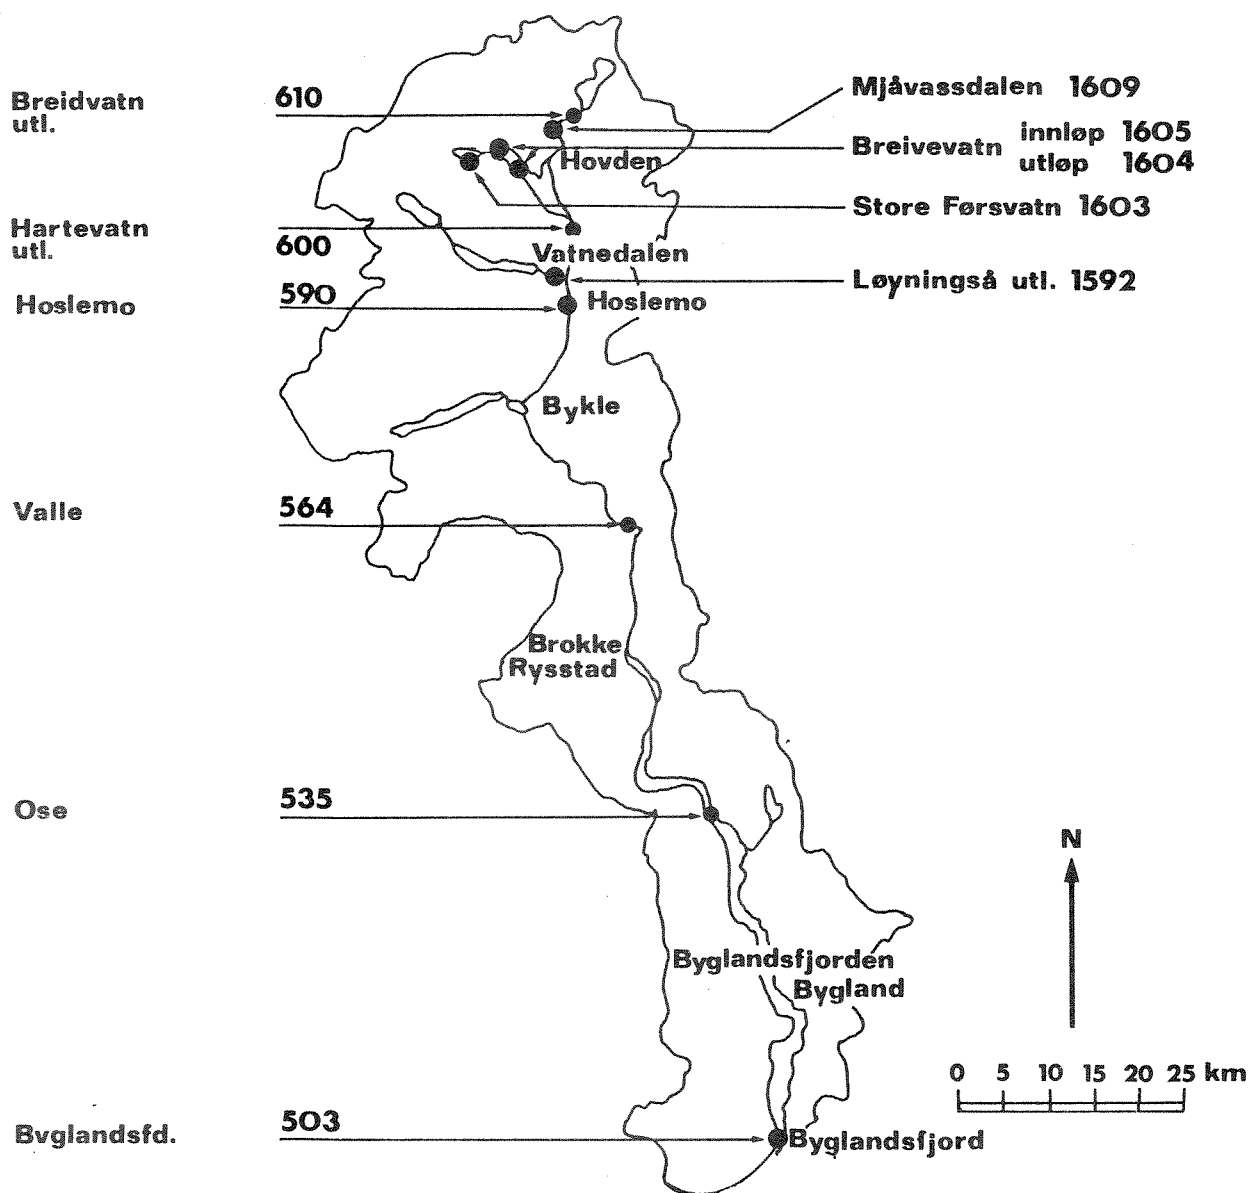 Breidvatn
utl.
610
Mjåvassdalen 1609
Breivevatn innløp 1605
utløp 1604
Hovden
Store Førsvatn 1603
Hartevatn
utl.
600
Vatnedalen
Løyningså utl. 1592
Hoslemo
590
Hoslemo
Bykle
Valle
564
Brokke
Rysstad
Ose
535
N
Byglandsfjorden
Bygland
0 5 10 15 20 25 km
Bvglandsfd.
503
Byglandsfjord